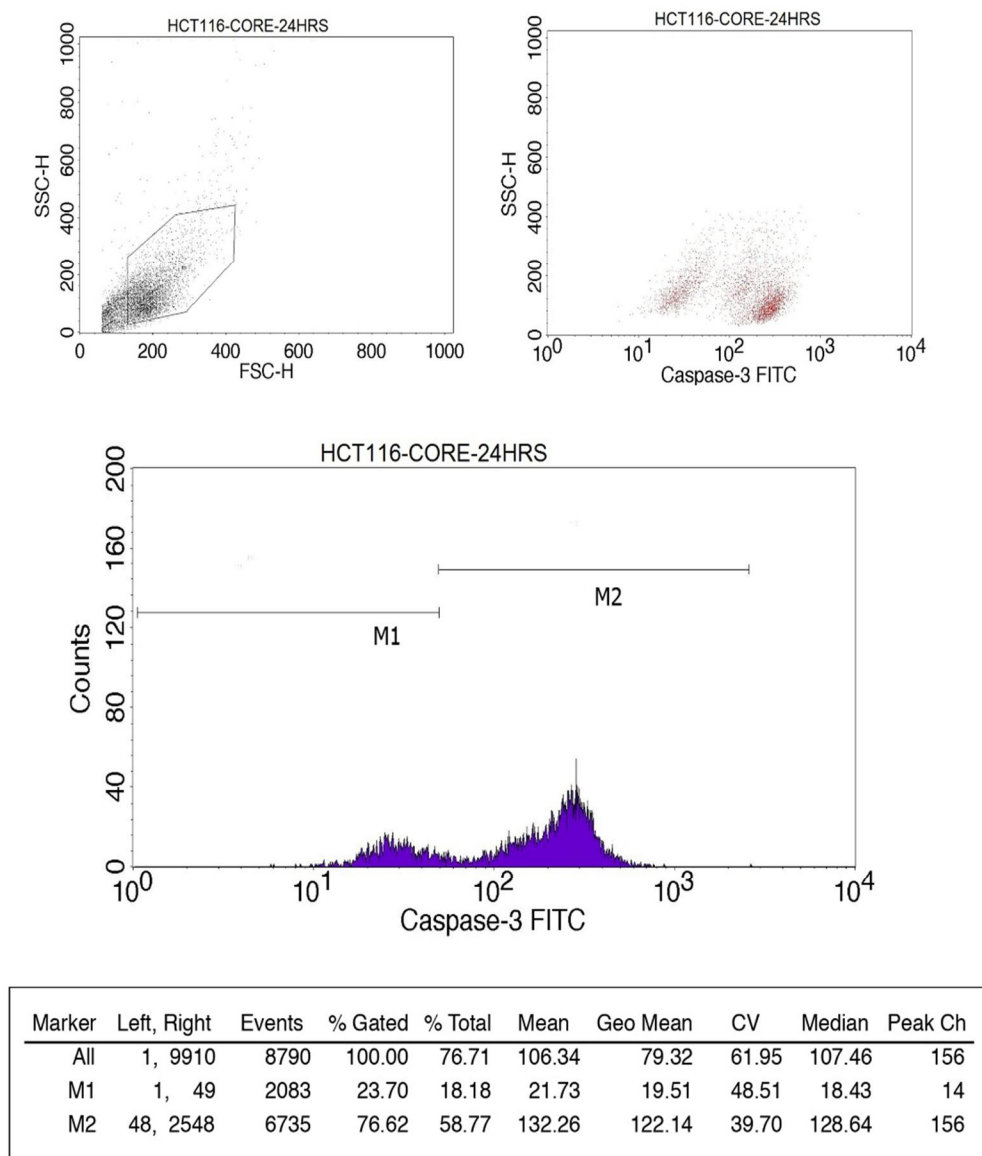 HCT116-CORE-24HRS
1000
800
600
400
200
0
SSC-H
0 200 400 600 800 1000
FSC-H
HCT116-CORE-24HRS
1000
800
600
400
200
0
SSC-H
10⁰ 10¹ 10² 10³ 10⁴
Caspase-3 FITC
HCT116-CORE-24HRS
200
160
120
80
40
0
Counts
M2
M1
10⁰ 10¹ 10² 10³ 10⁴
Caspase-3 FITC
Marker Left, Right Events % Gated % Total Mean Geo Mean CV Median Peak Ch
All 1, 9910 8790 100.00 76.71 106.34 79.32 61.95 107.46 156
M1 1, 49 2083 23.70 18.18 21.73 19.51 48.51 18.43 14
M2 48, 2548 6735 76.62 58.77 132.26 122.14 39.70 128.64 156